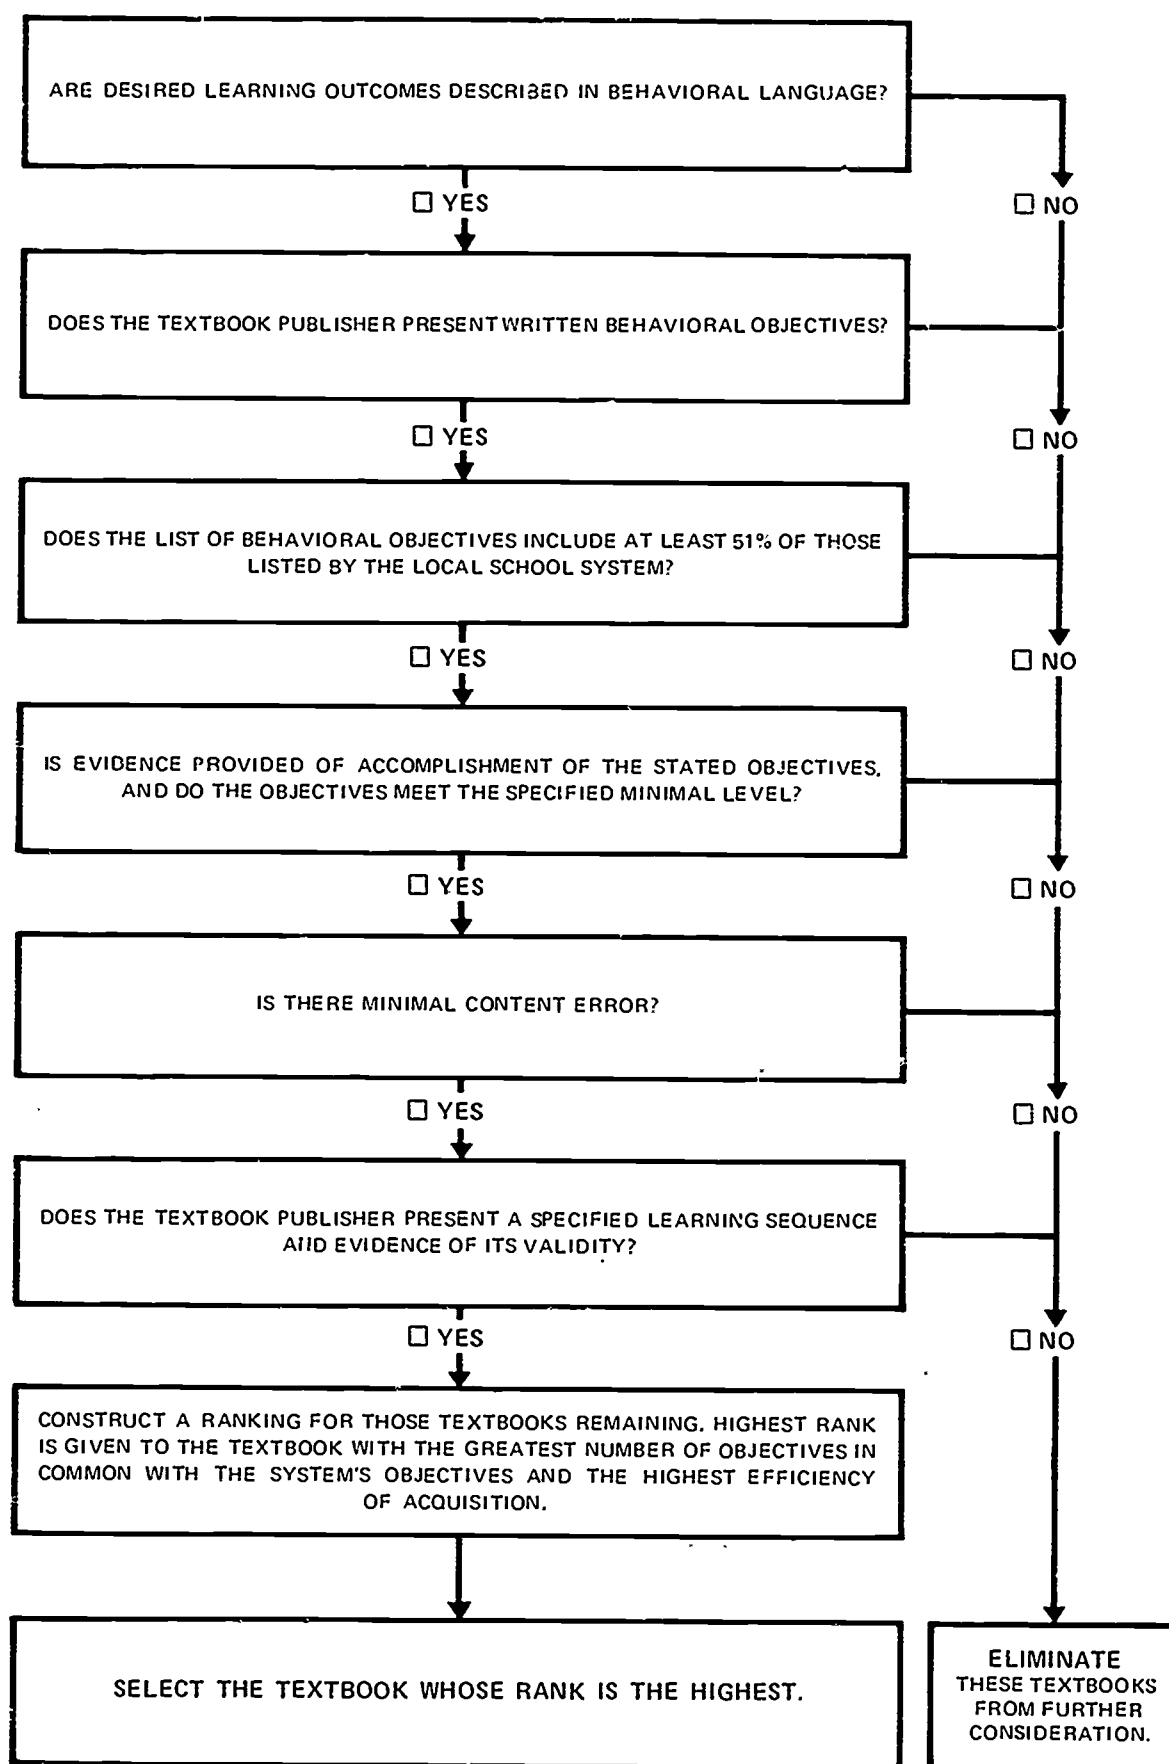 ARE DESIRED LEARNING OUTCOMES DESCRIBED IN BEHAVIORAL LANGUAGE?
☐ YES
☐ NO
DOES THE TEXTBOOK PUBLISHER PRESENT WRITTEN BEHAVIORAL OBJECTIVES?
☐ YES
☐ NO
DOES THE LIST OF BEHAVIORAL OBJECTIVES INCLUDE AT LEAST 51% OF THOSE
LISTED BY THE LOCAL SCHOOL SYSTEM?
☐ YES
☐ NO
IS EVIDENCE PROVIDED OF ACCOMPLISHMENT OF THE STATED OBJECTIVES,
AND DO THE OBJECTIVES MEET THE SPECIFIED MINIMAL LEVEL?
☐ YES
☐ NO
IS THERE MINIMAL CONTENT ERROR?
☐ YES
☐ NO
DOES THE TEXTBOOK PUBLISHER PRESENT A SPECIFIED LEARNING SEQUENCE
AND EVIDENCE OF ITS VALIDITY?
☐ YES
☐ NO
CONSTRUCT A RANKING FOR THOSE TEXTBOOKS REMAINING. HIGHEST RANK
IS GIVEN TO THE TEXTBOOK WITH THE GREATEST NUMBER OF OBJECTIVES IN
COMMON WITH THE SYSTEM'S OBJECTIVES AND THE HIGHEST EFFICIENCY
OF ACQUISITION.
SELECT THE TEXTBOOK WHOSE RANK IS THE HIGHEST.
ELIMINATE
THESE TEXTBOOKS
FROM FURTHER
CONSIDERATION.